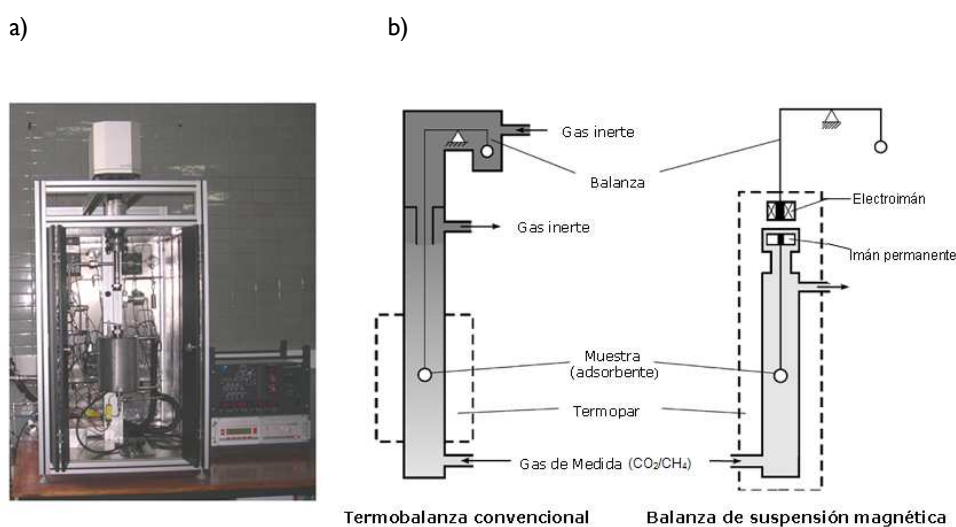 a)
b)
Gas inerte
Balanza
Electroimán
Gas inerte
Imán permanente
Muestra
(adsorbente)
Termopar
Gas de Medida (CO₂/CH₄)
Termobalanza convencional
Balanza de suspensión magnética